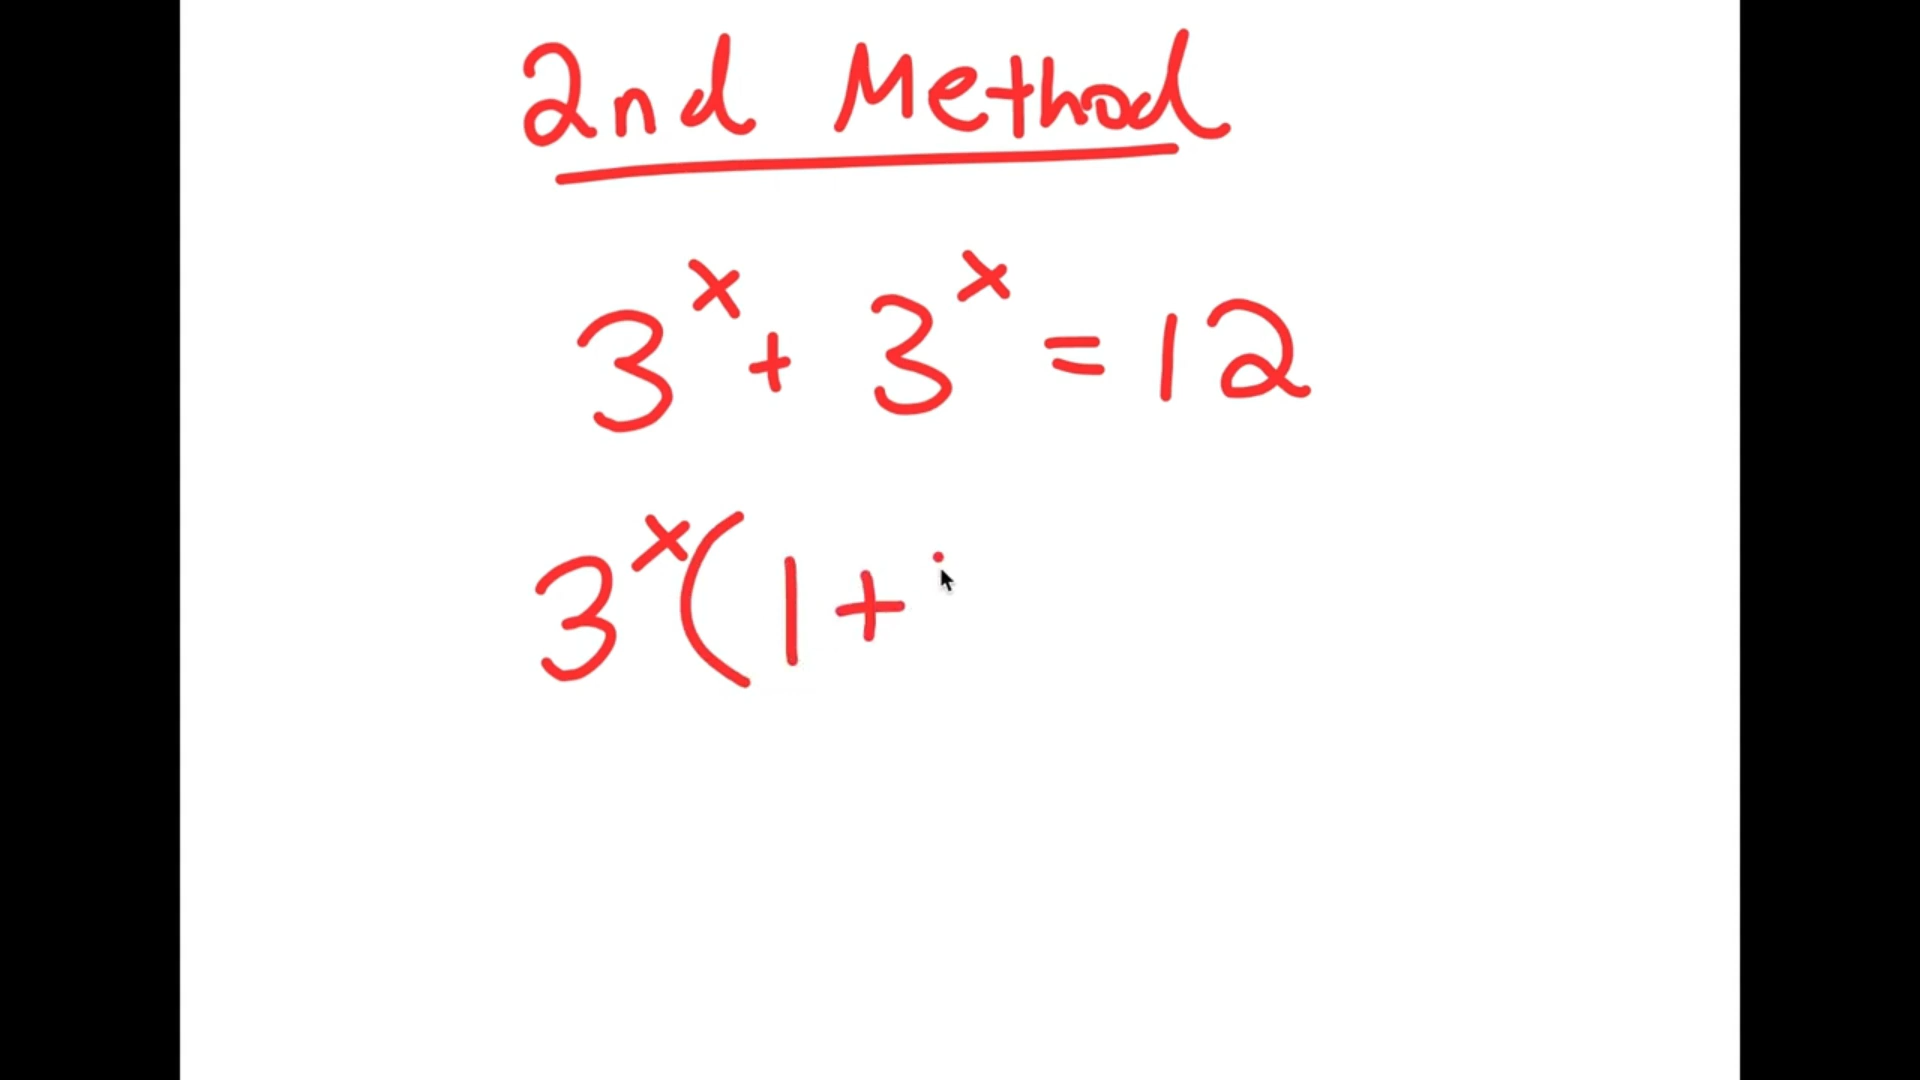 2nd Method
3^x + 3^x = 12
3^x(1+